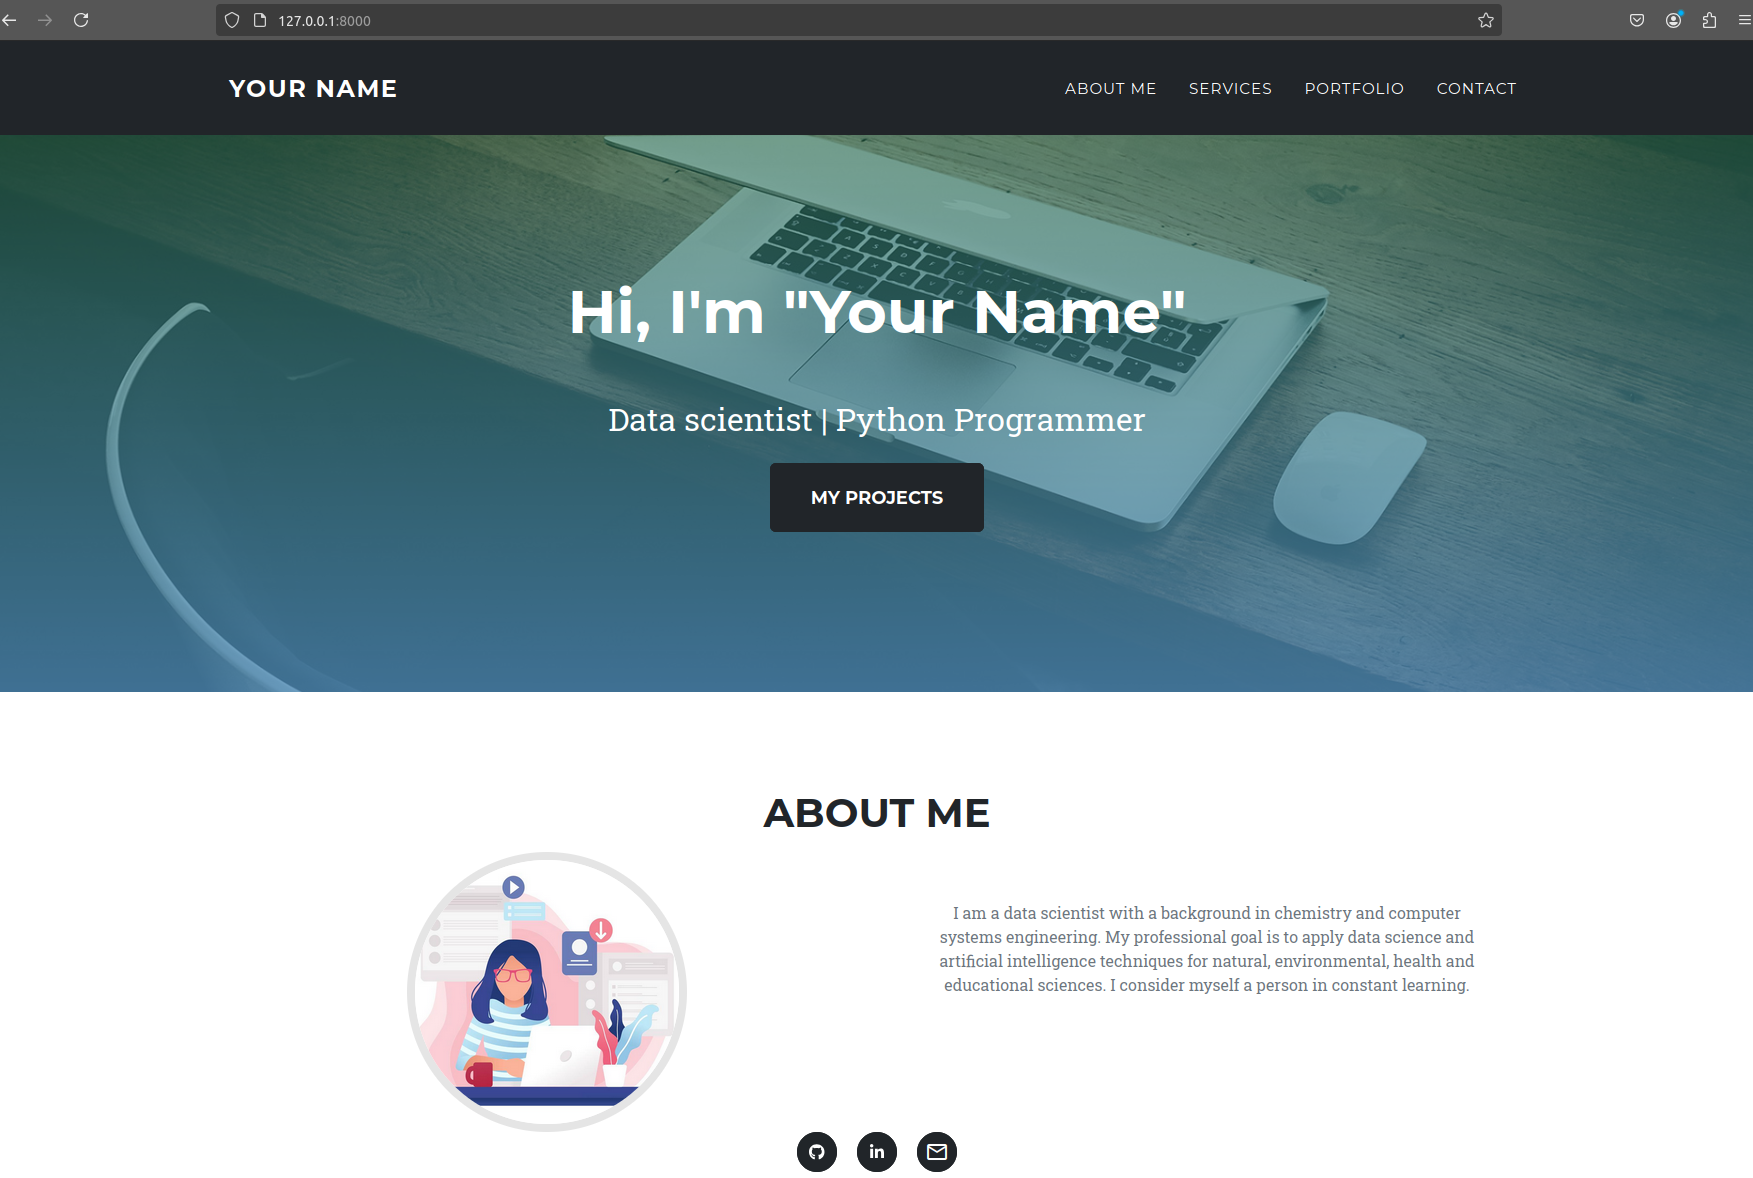 127.0.0.1:8000
YOUR NAME
ABOUT ME SERVICES PORTFOLIO CONTACT
Hi, I'm "Your Name"
Data scientist | Python Programmer
MY PROJECTS
ABOUT ME
I am a data scientist with a background in chemistry and computer
systems engineering. My professional goal is to apply data science and
artificial intelligence techniques for natural, environmental, health and
educational sciences. I consider myself a person in constant learning.
in